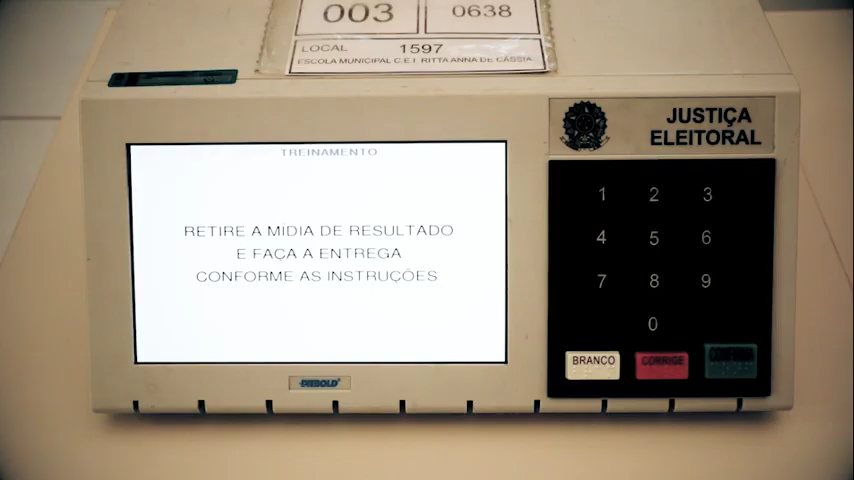 003 0638
LOCAL 1597
ESCOLA MUNICIPAL C.E.I RITTA ANNA DE CÁSSIA
JUSTIÇA
ELEITORAL
TREINAMENTO
RETIRE A MÍDIA DE RESULTADO
E FAÇA A ENTREGA
CONFORME AS INSTRUÇÕES
1 2 3
4 5 6
7 8 9
0
BRANCO CORRIGE CONFIRMA
DIEBOLD